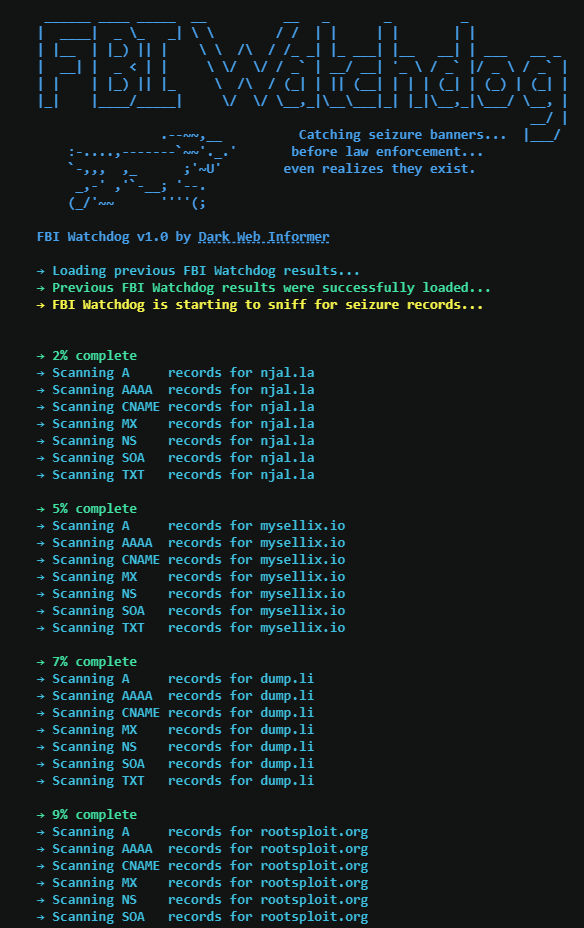 FBI Watchdog
Catching seizure banners...
before law enforcement...
even realizes they exist.
FBI Watchdog v1.0 by Dark Web Informer
→ Loading previous FBI Watchdog results...
→ Previous FBI Watchdog results were successfully loaded...
→ FBI Watchdog is starting to sniff for seizure records...
→ 2% complete
→ Scanning A     records for njal.la
→ Scanning AAAA  records for njal.la
→ Scanning CNAME records for njal.la
→ Scanning MX    records for njal.la
→ Scanning NS    records for njal.la
→ Scanning SOA   records for njal.la
→ Scanning TXT   records for njal.la
→ 5% complete
→ Scanning A     records for mysellix.io
→ Scanning AAAA  records for mysellix.io
→ Scanning CNAME records for mysellix.io
→ Scanning MX    records for mysellix.io
→ Scanning NS    records for mysellix.io
→ Scanning SOA   records for mysellix.io
→ Scanning TXT   records for mysellix.io
→ 7% complete
→ Scanning A     records for dump.li
→ Scanning AAAA  records for dump.li
→ Scanning CNAME records for dump.li
→ Scanning MX    records for dump.li
→ Scanning NS    records for dump.li
→ Scanning SOA   records for dump.li
→ Scanning TXT   records for dump.li
→ 9% complete
→ Scanning A     records for rootsploit.org
→ Scanning AAAA  records for rootsploit.org
→ Scanning CNAME records for rootsploit.org
→ Scanning MX    records for rootsploit.org
→ Scanning NS    records for rootsploit.org
→ Scanning SOA   records for rootsploit.org